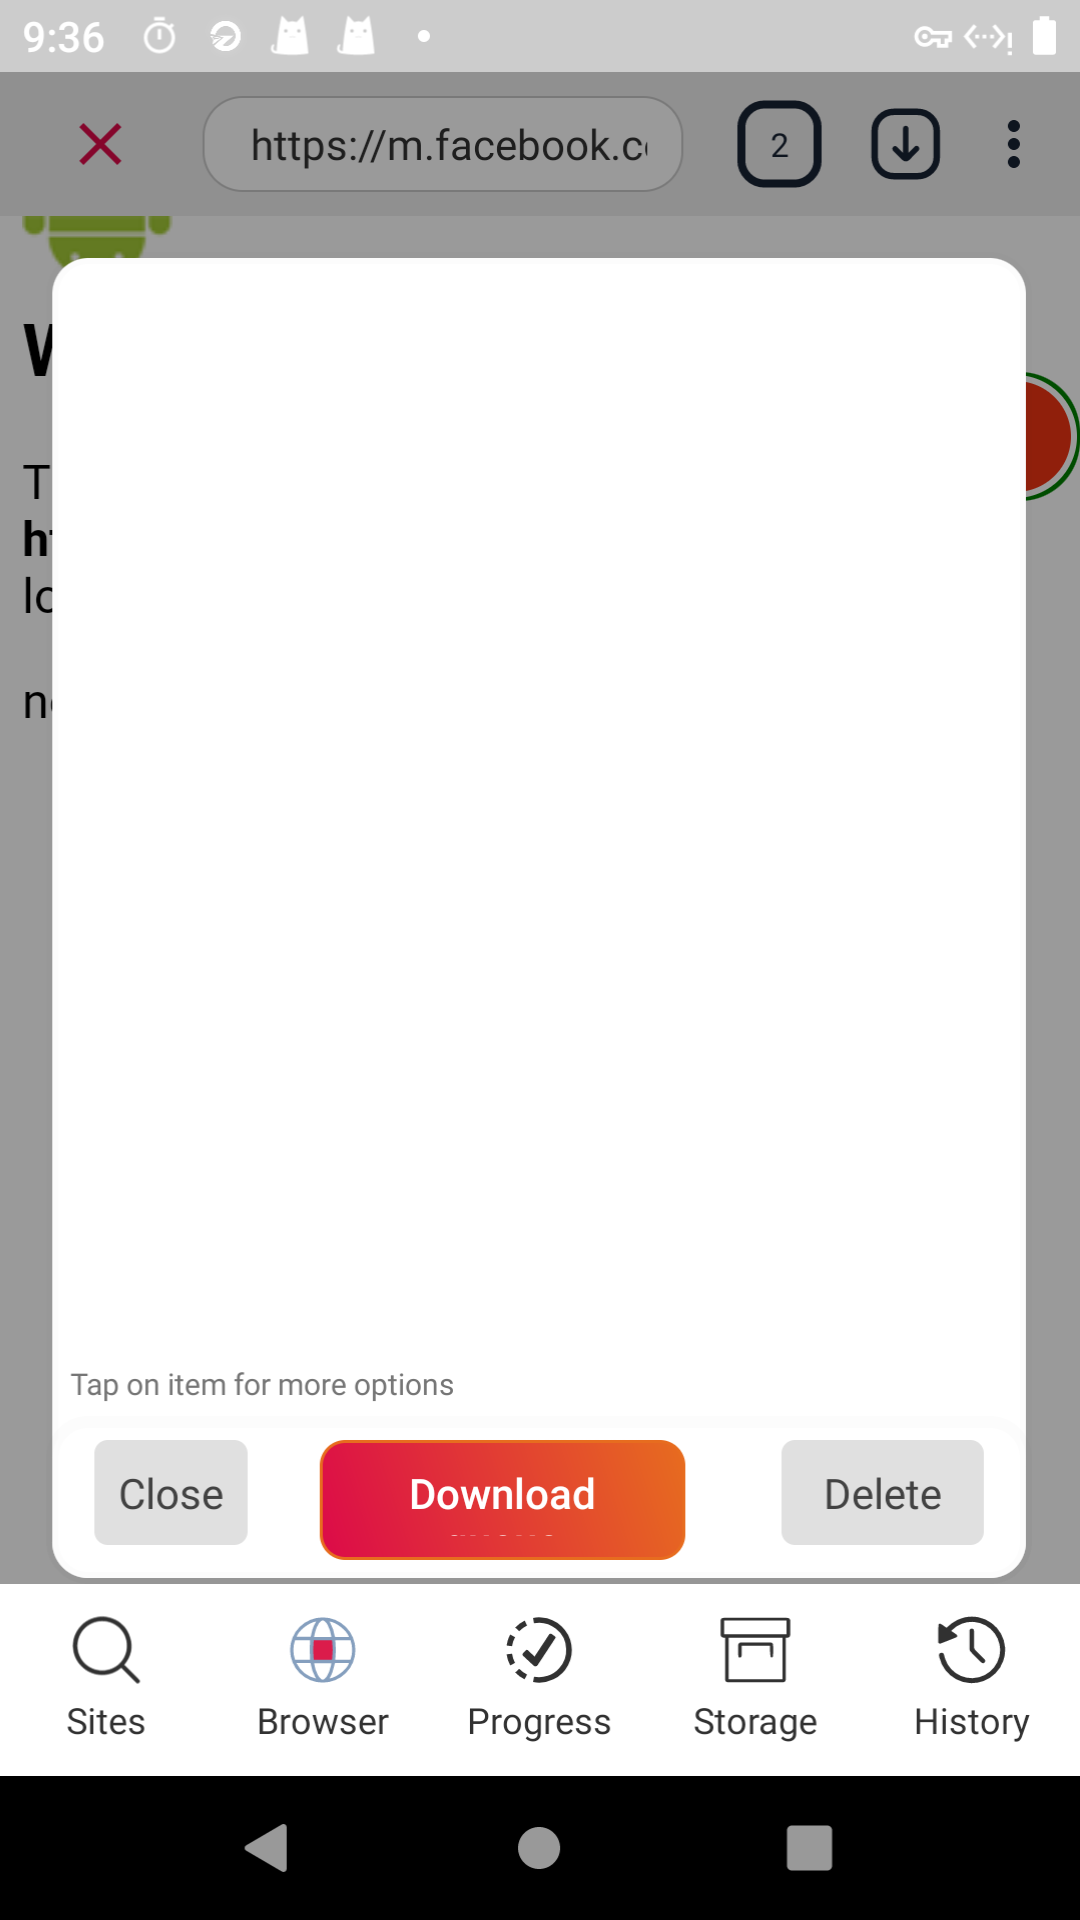 9:36
https://m.facebook.c
2
T
Tap on item for more options
Close
Download
Delete
Sites
Browser
Progress
Storage
History